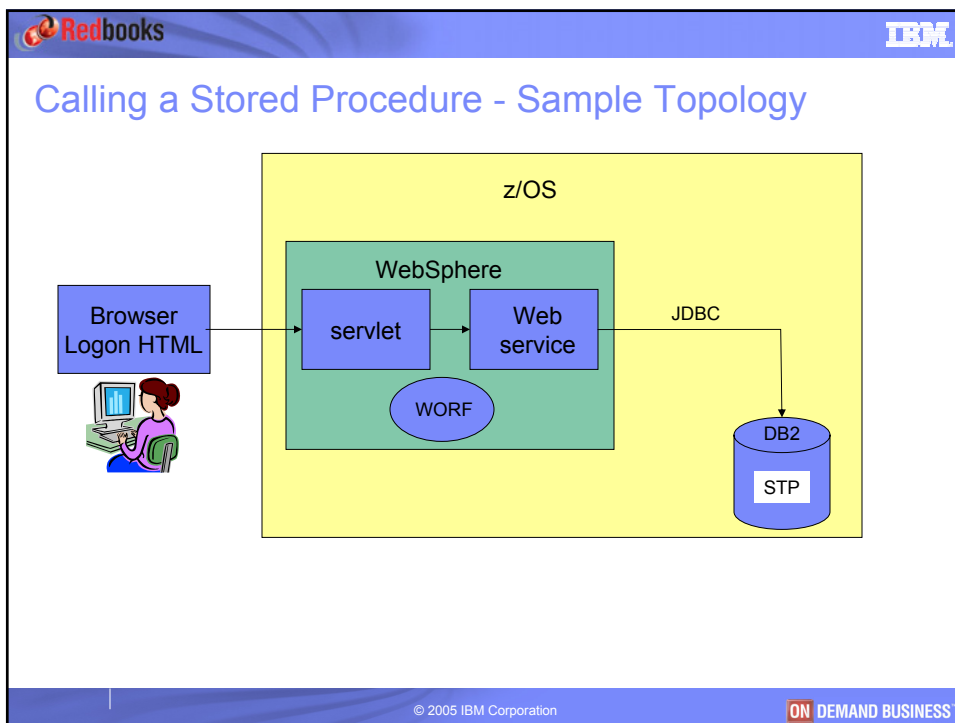 Redbooks
IBM
Calling a Stored Procedure - Sample Topology
z/OS
WebSphere
Browser
Logon HTML
servlet
Web
service
JDBC
WORF
DB2
STP
© 2005 IBM Corporation
ON DEMAND BUSINESS™